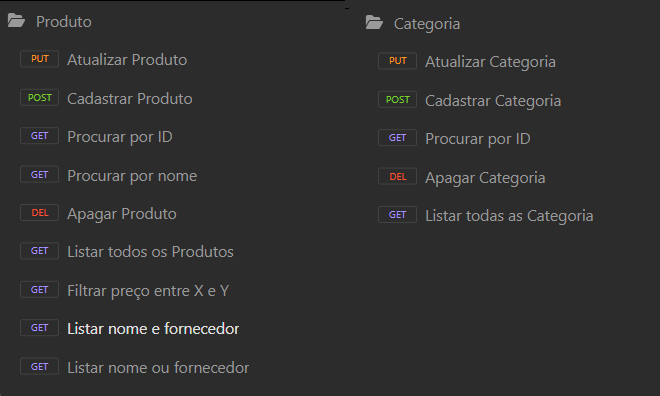 Produto
PUT Atualizar Produto
POST Cadastrar Produto
GET Procurar por ID
GET Procurar por nome
DEL Apagar Produto
GET Listar todos os Produtos
GET Filtrar preço entre X e Y
GET Listar nome e fornecedor
GET Listar nome ou fornecedor
Categoria
PUT Atualizar Categoria
POST Cadastrar Categoria
GET Procurar por ID
DEL Apagar Categoria
GET Listar todas as Categoria